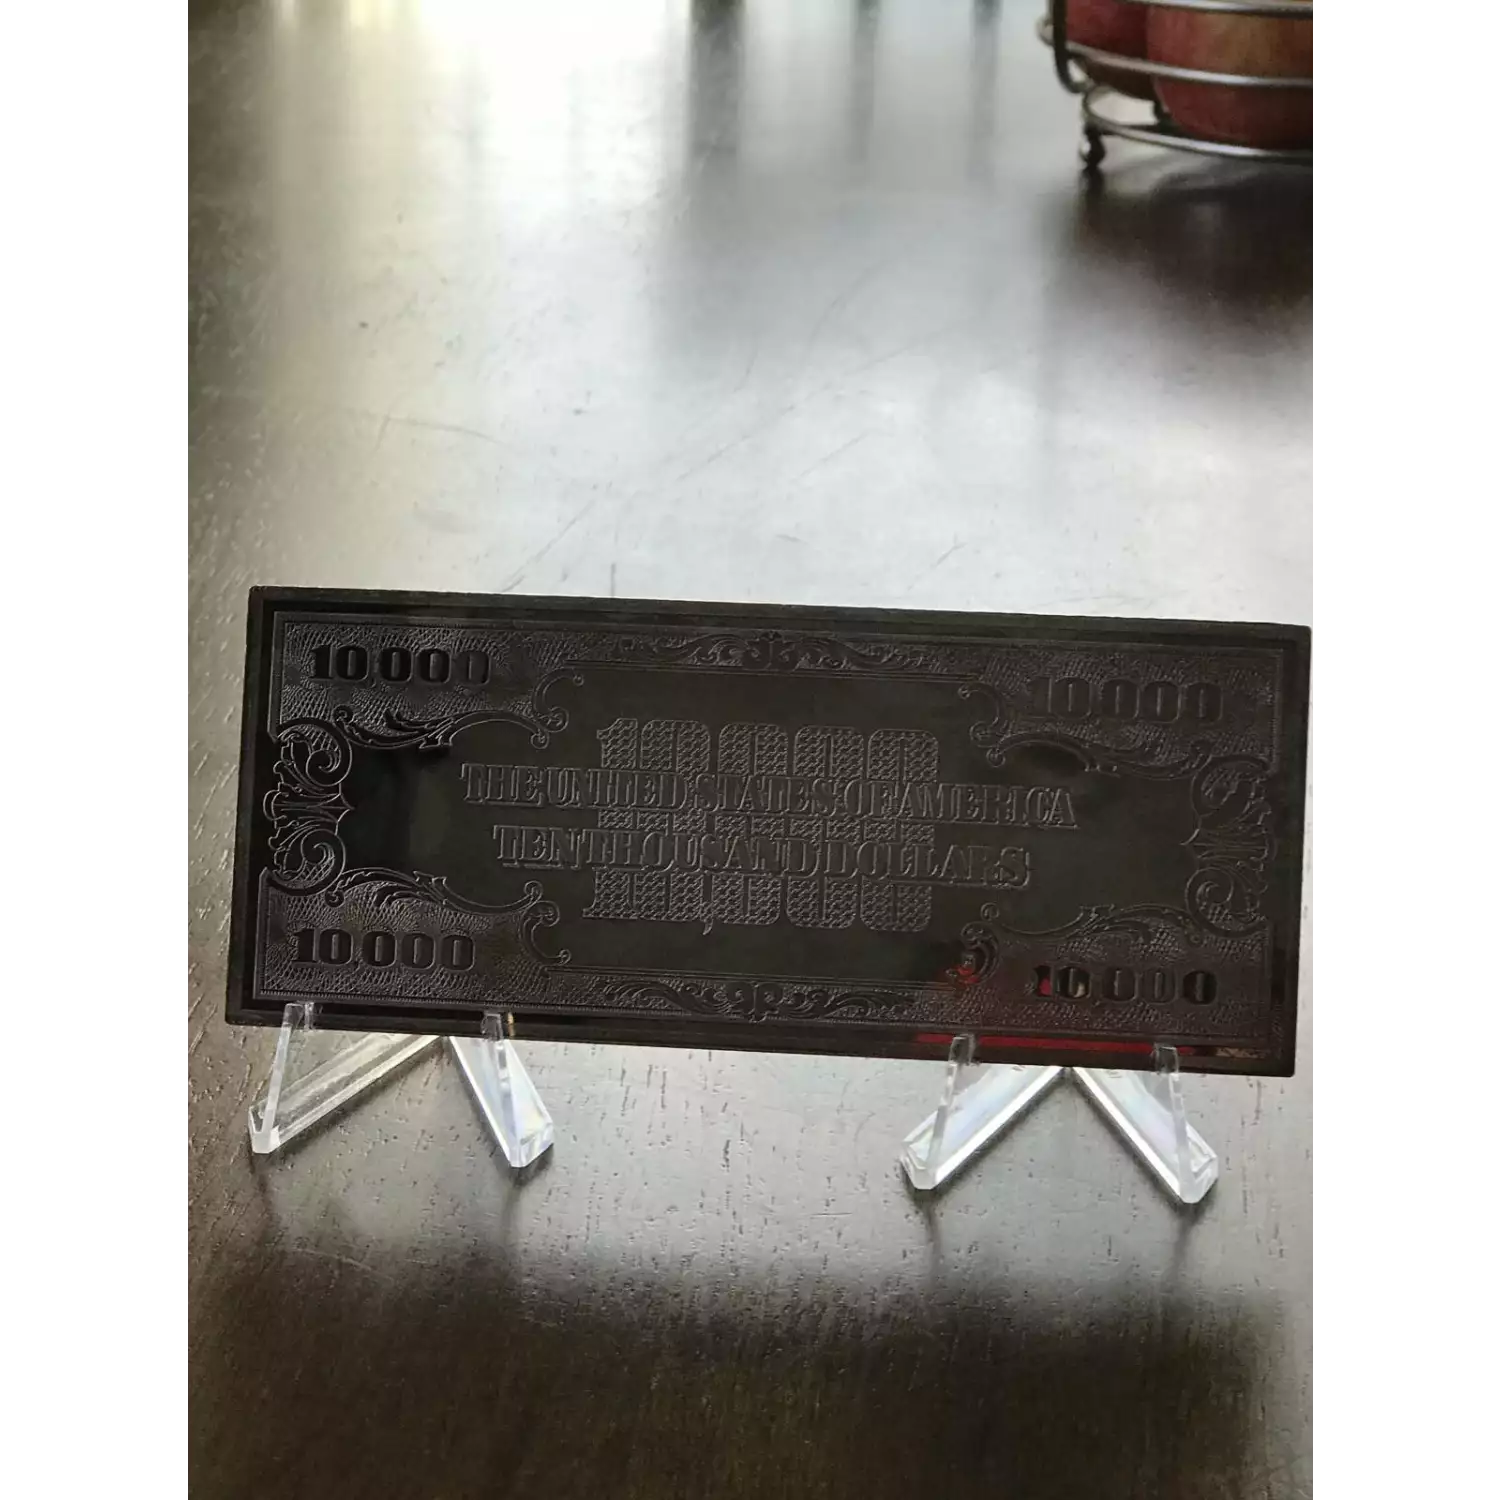 10,000
10,000
10,000
THE UNITED STATES OF AMERICA
TEN THOUSAND DOLLARS
10,000
10,000